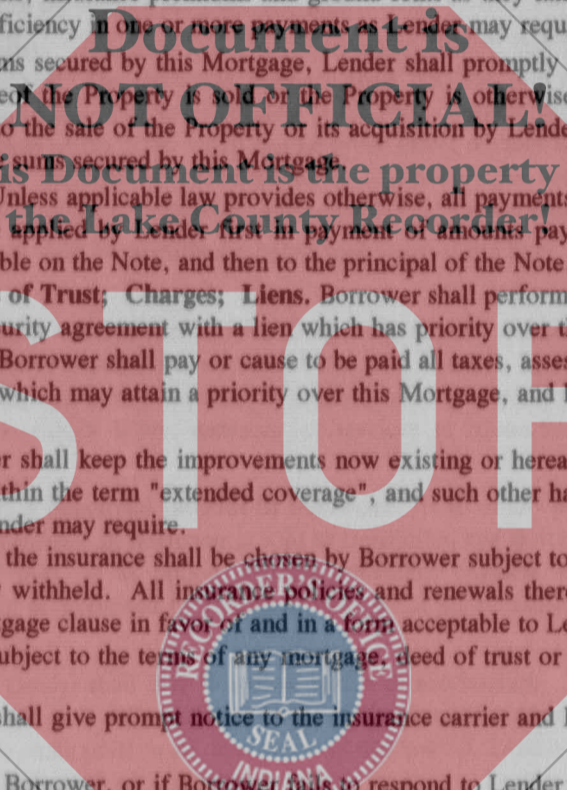 Document is
ficiency in one or more payments as Lender may requ
ns secured by this Mortgage, Lender shall promptly
NOT OFFICIAL!
of the Property is sold or the Property is otherwise
o the sale of the Property or its acquisition by Lende
sums secured by this Mortgage.
is Document is the property
Unless applicable law provides otherwise, all payments
the Lake County Recorder!
applied by Lender first in payment of amounts pay
ble on the Note, and then to the principal of the Note
of Trust; Charges; Liens. Borrower shall perform
urity agreement with a lien which has priority over t
Borrower shall pay or cause to be paid all taxes, asses
which may attain a priority over this Mortgage, and
STOP
r shall keep the improvements now existing or herea
thin the term "extended coverage", and such other ha
nder may require.
the insurance shall be chosen by Borrower subject to
withheld. All insurance policies and renewals there
gage clause in favor of and in a form acceptable to Le
ubject to the terms of any mortgage, deed of trust or
shall give prompt notice to the insurance carrier and
RECORDER'S OFFICE
SEAL
INDIANA
Borrower, or if Borrower fails to respond to Lender